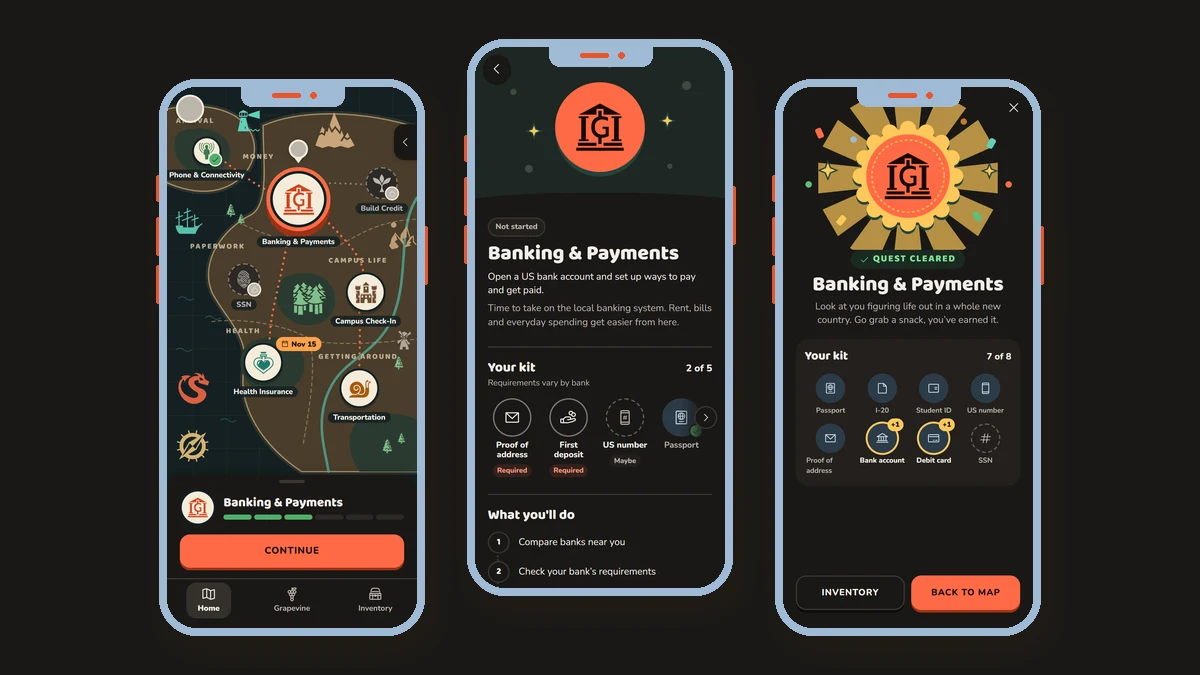 ARRIVAL
Phone & Connectivity
MONEY
Banking & Payments
Build Credit
PAPERWORK
CAMPUS LIFE
SSN
Campus Check-In
HEALTH
Nov 15
GETTING AROUND
Health Insurance
Transportation
Banking & Payments
CONTINUE
Home
Grapevine
Inventory
Not started
Banking & Payments
Open a US bank account and set up ways to pay
and get paid.
Time to take on the local banking system. Rent, bills
and everyday spending get easier from here.
Your kit
2 of 5
Requirements vary by bank
Proof of
address
Required
First
deposit
Required
US number
Maybe
Passport
What you'll do
1 Compare banks near you
2 Check your bank's requirements
QUEST CLEARED
Banking & Payments
Look at you figuring life out in a whole new
country. Go grab a snack, you've earned it.
Your kit
7 of 8
Passport
I-20
Student ID
US number
Proof of
address
+1
Bank account
+1
Debit card
#
SSN
INVENTORY
BACK TO MAP